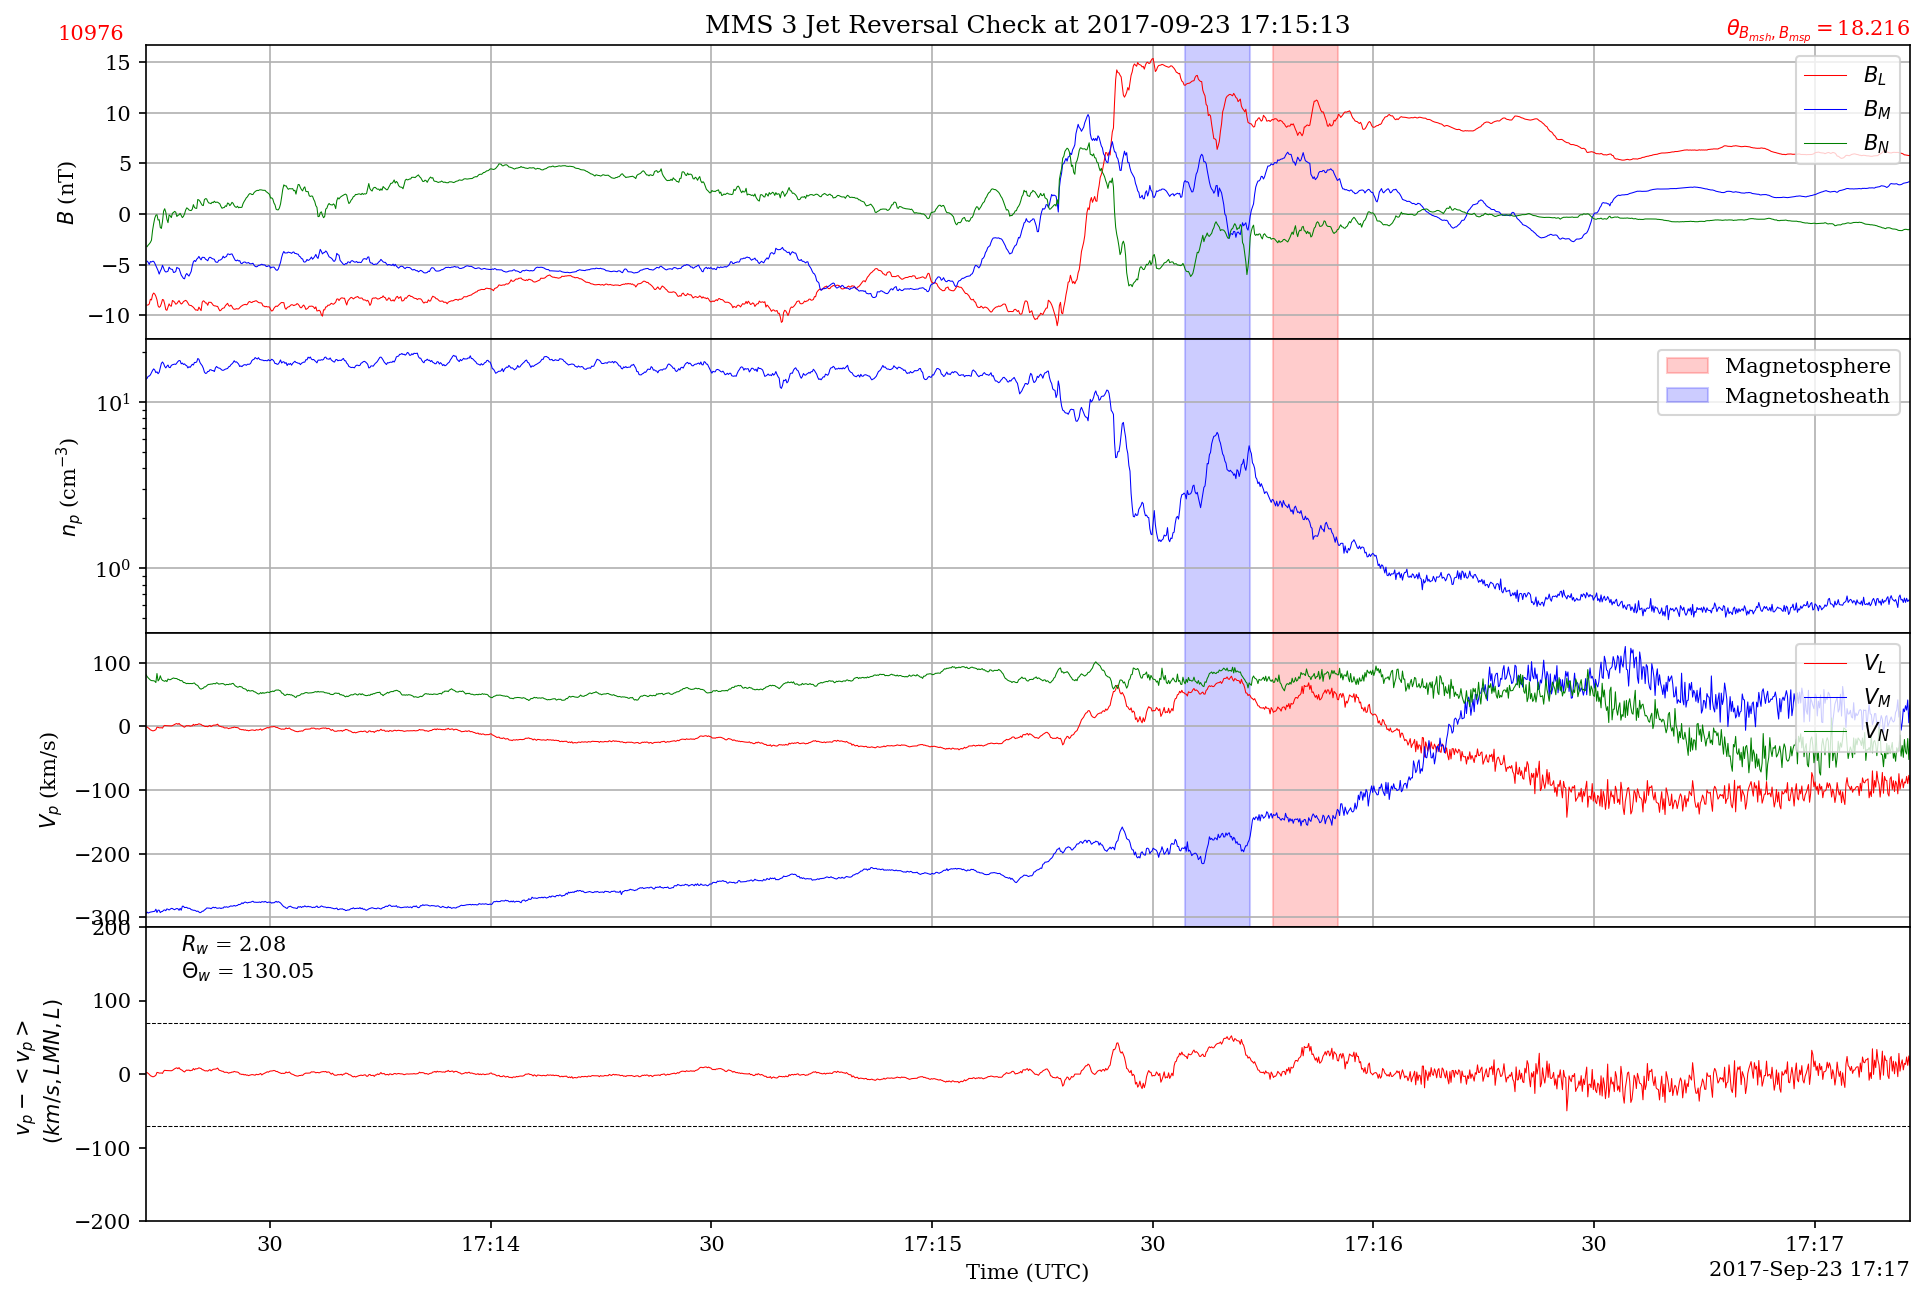 10976
MMS 3 Jet Reversal Check at 2017-09-23 17:15:13
θ_{B_{msh}, B_{msp}} = 18.216
15
10
5
0
−5
−10
B (nT)
B_L
B_M
B_N
10^1
10^0
n_p (cm^{−3})
Magnetosphere
Magnetosheath
100
0
−100
−200
−300
V_p (km/s)
V_L
V_M
V_N
200
100
0
−100
−200
v_p − < v_p >
(km/s, LMN, L)
R_w = 2.08
Θ_w = 130.05
30 17:14 30 17:15 30 17:16 30 17:17
Time (UTC)
2017-Sep-23 17:17